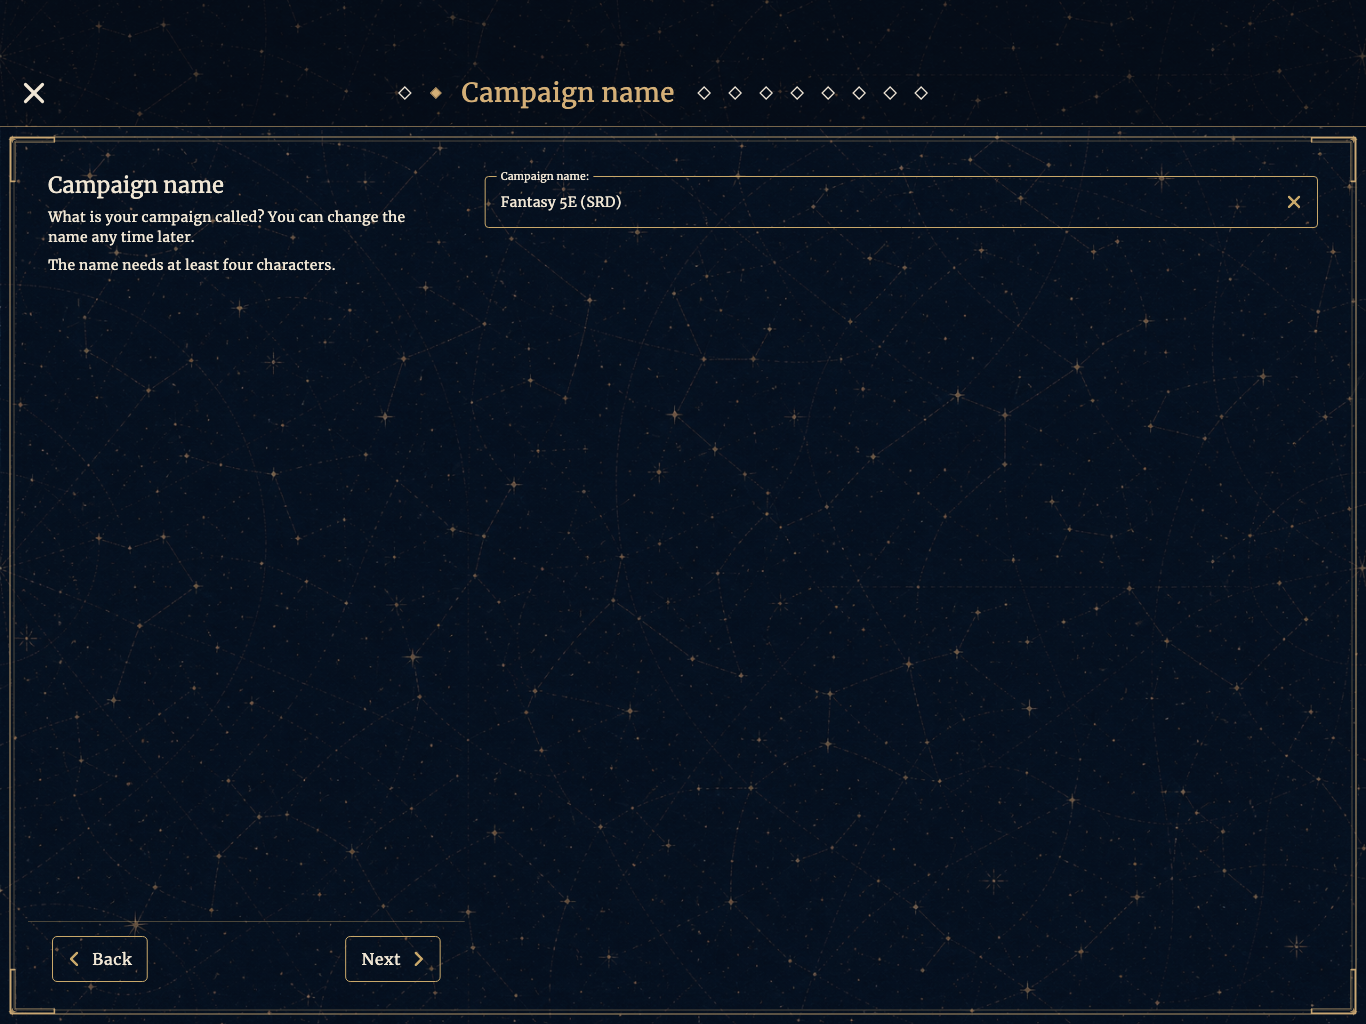 Campaign name
Campaign name
What is your campaign called? You can change the
name any time later.
The name needs at least four characters.
Campaign name:
Fantasy 5E (SRD)
Back
Next